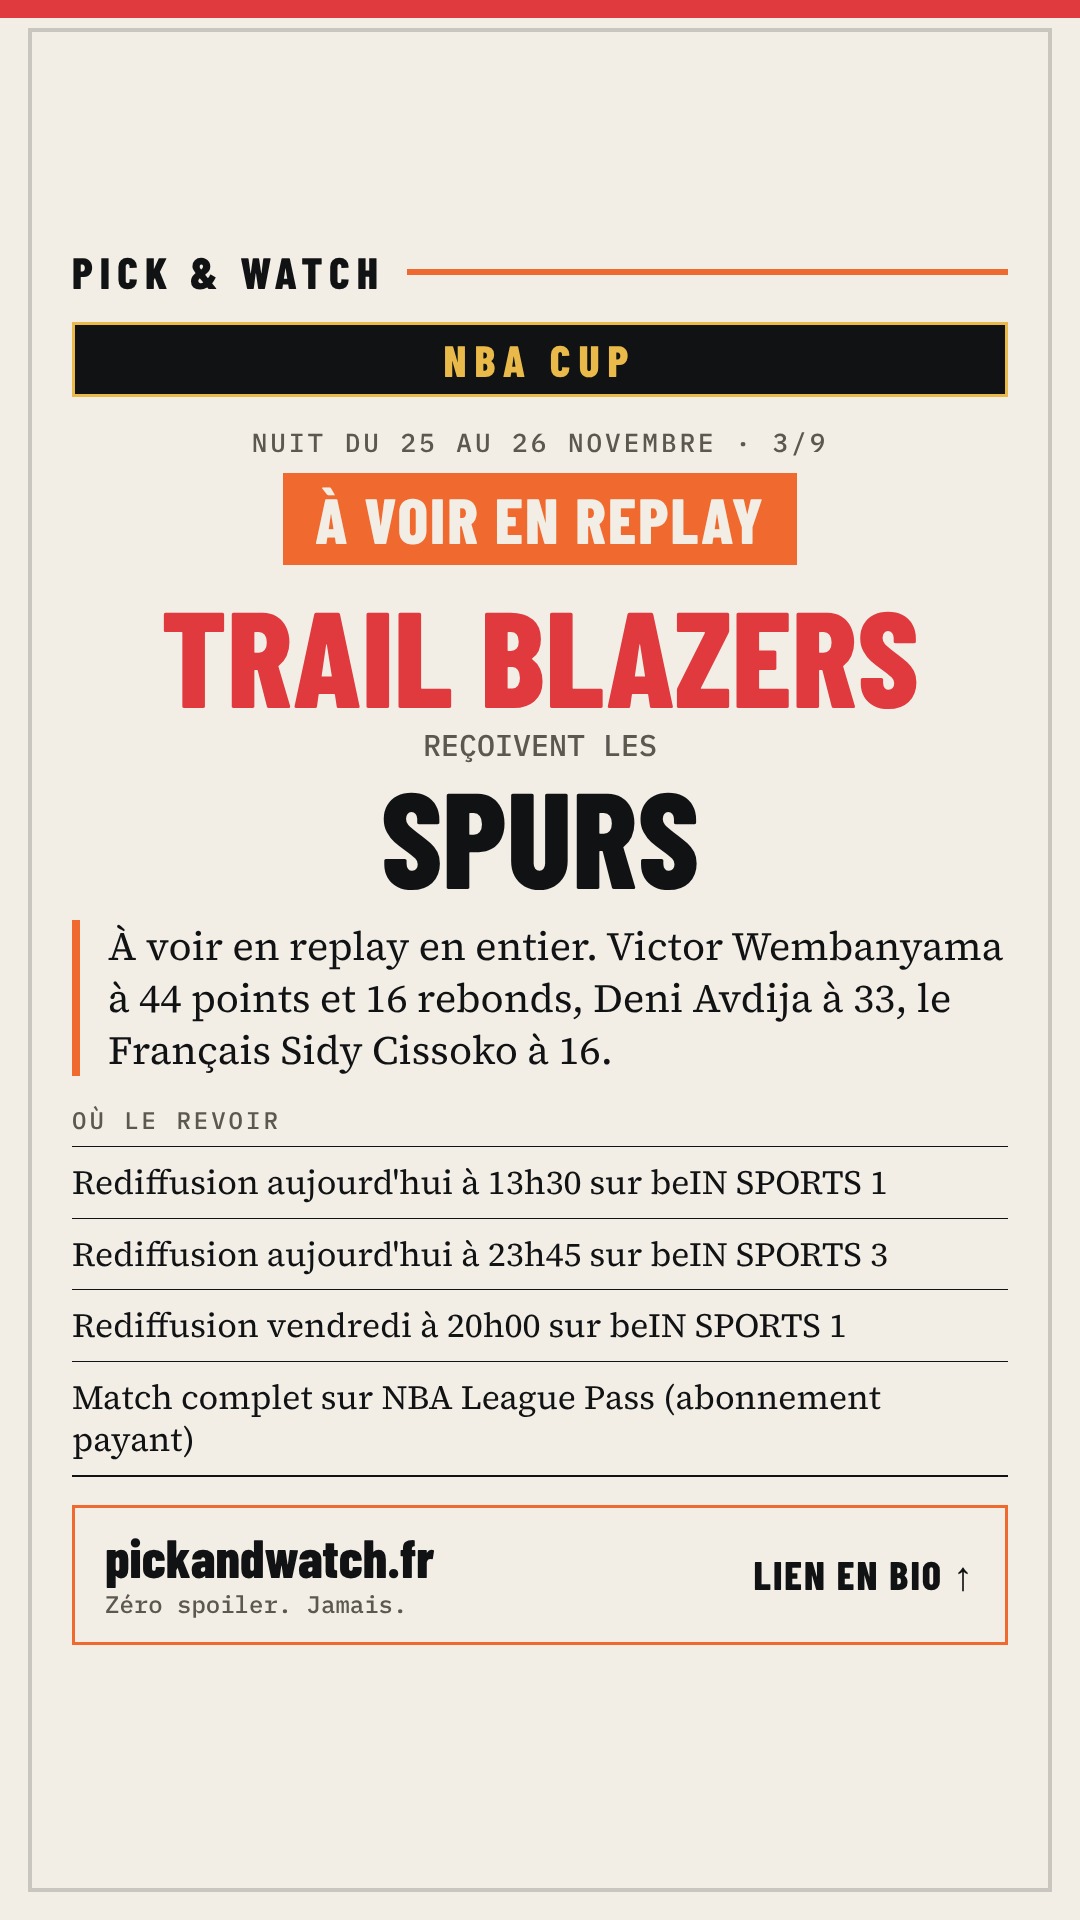 PICK & WATCH
NBA CUP
NUIT DU 25 AU 26 NOVEMBRE · 3/9
À VOIR EN REPLAY
TRAIL BLAZERS
REÇOIVENT LES
SPURS
À voir en replay en entier. Victor Wembanyama
à 44 points et 16 rebonds, Deni Avdija à 33, le
Français Sidy Cissoko à 16.
OÙ LE REVOIR
Rediffusion aujourd'hui à 13h30 sur beIN SPORTS 1
Rediffusion aujourd'hui à 23h45 sur beIN SPORTS 3
Rediffusion vendredi à 20h00 sur beIN SPORTS 1
Match complet sur NBA League Pass (abonnement
payant)
pickandwatch.fr
Zéro spoiler. Jamais.
LIEN EN BIO ↑